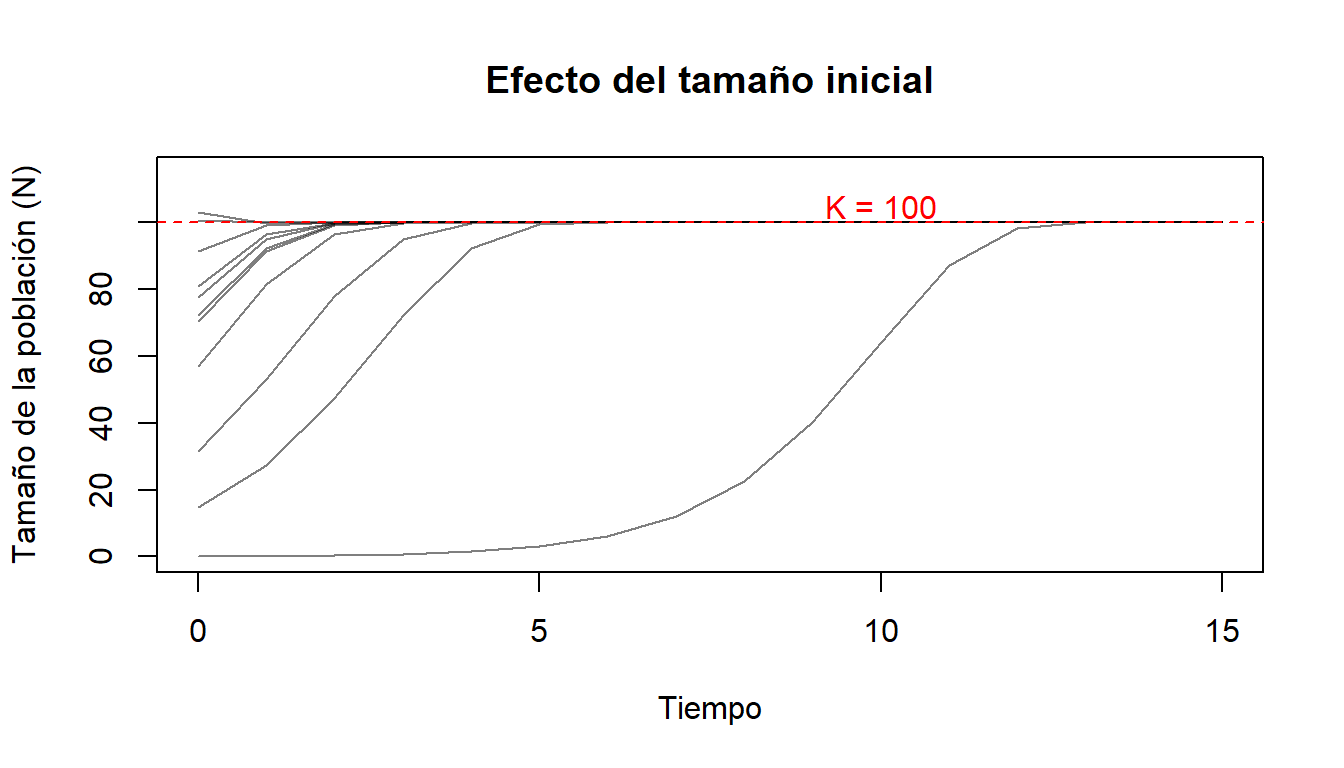 Efecto del tamaño inicial
Tamaño de la población (N)
K = 100
80
60
40
20
0
0
5
10
15
Tiempo